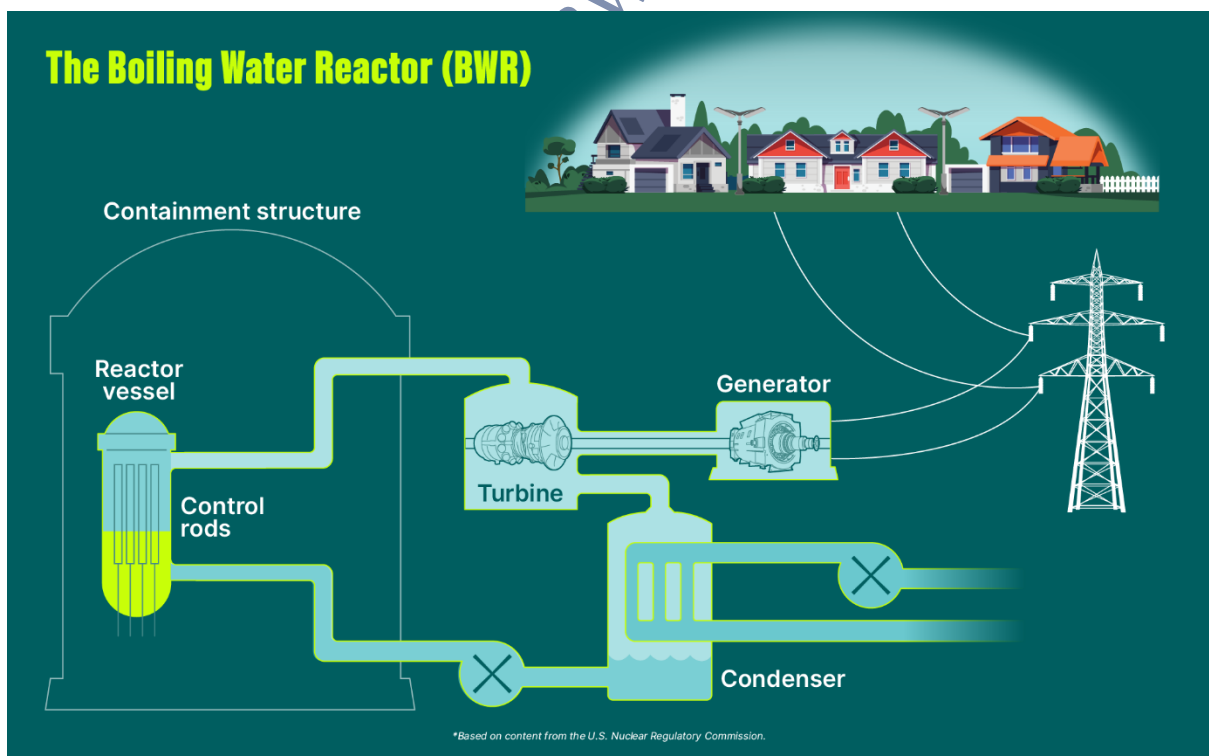 The Boiling Water Reactor (BWR)
Containment structure
Reactor
vessel
Control
rods
Turbine
Generator
Condenser
*Based on content from the U.S. Nuclear Regulatory Commission.